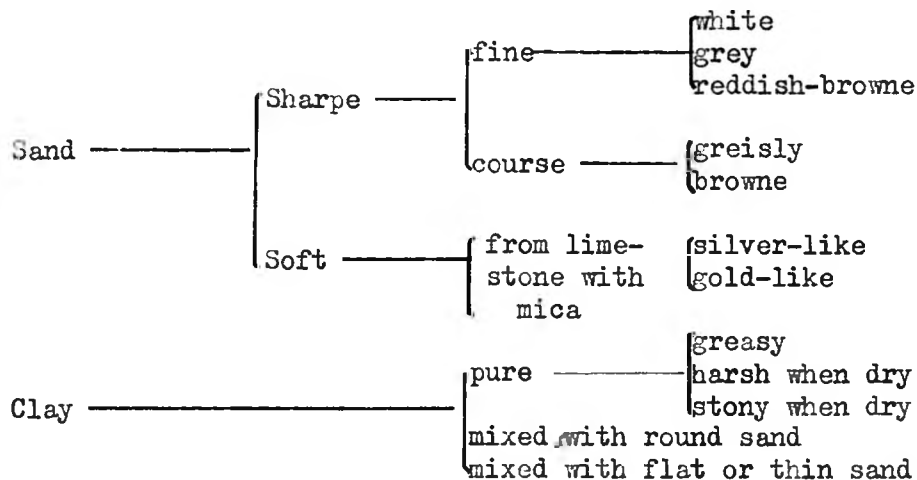 white
fine grey
reddish-browne
Sharpe
Sand
course greisly
browne
Soft from lime- silver-like
stone with gold-like
mica
greasy
pure harsh when dry
Clay stony when dry
mixed with round sand
mixed with flat or thin sand